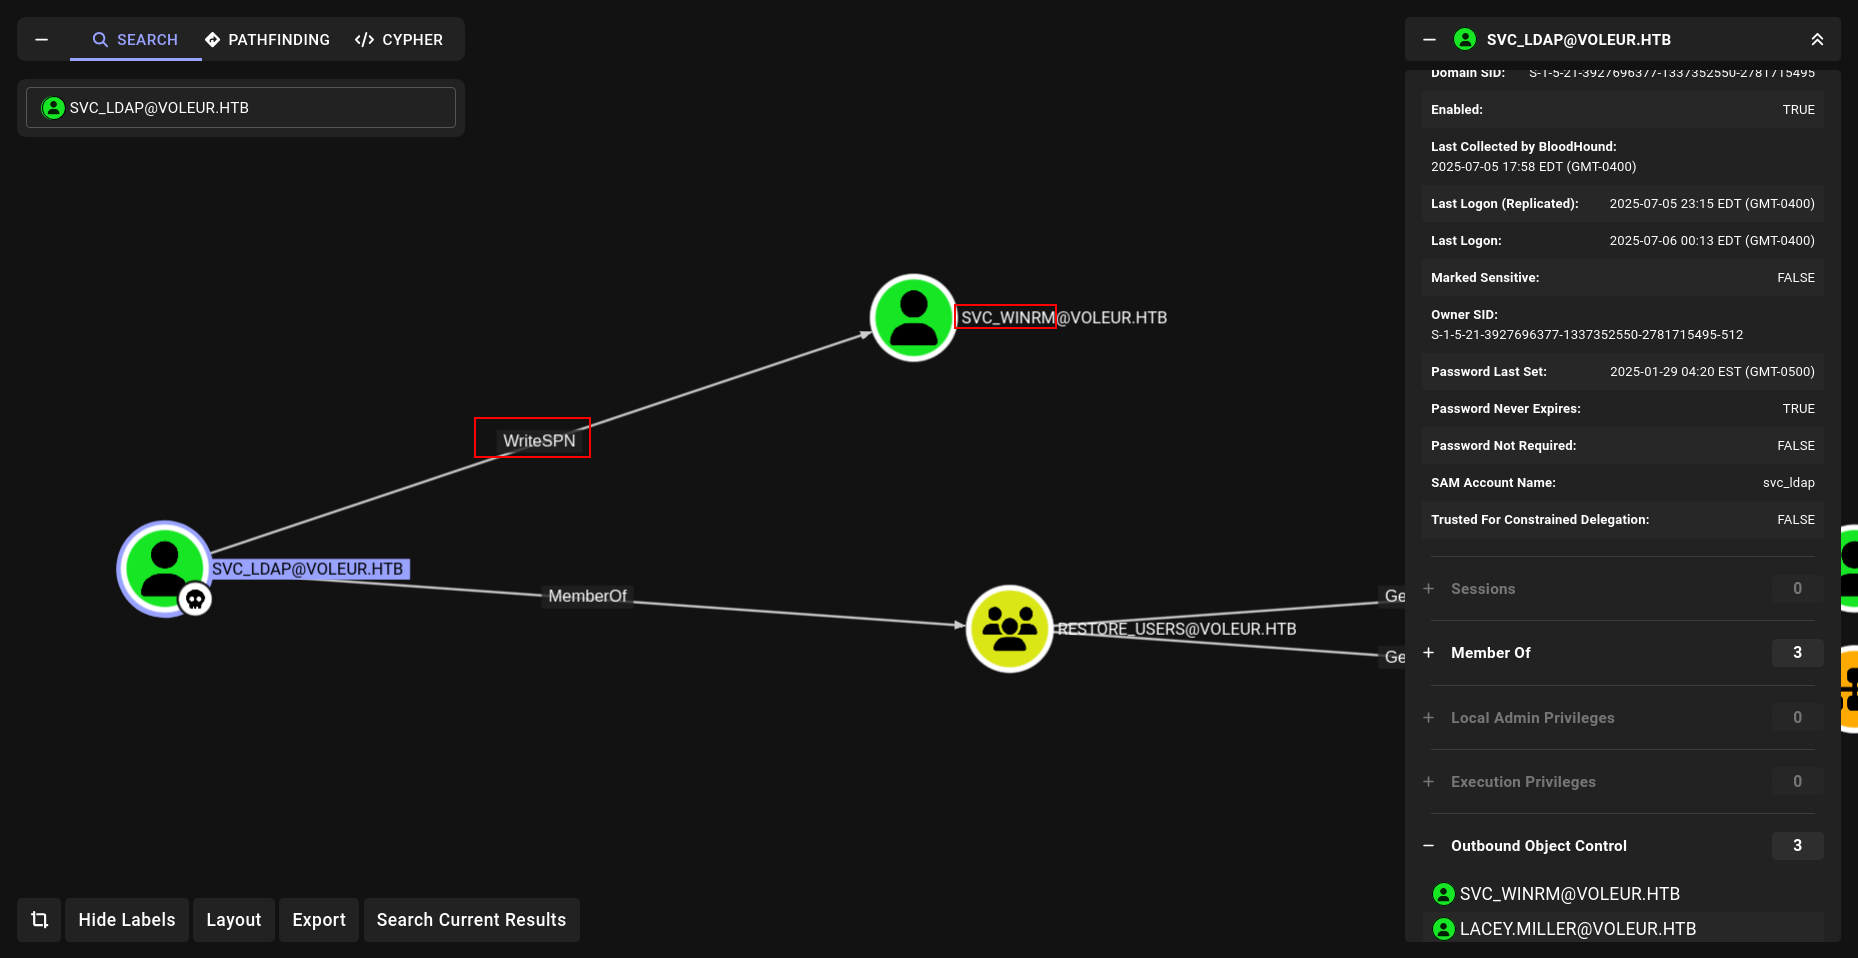 SEARCH PATHFINDING CYPHER
SVC_LDAP@VOLEUR.HTB
SVC_WINRM@VOLEUR.HTB
WriteSPN
SVC_LDAP@VOLEUR.HTB
MemberOf
RESTORE_USERS@VOLEUR.HTB
Ge
Ge
Hide Labels Layout Export Search Current Results
SVC_LDAP@VOLEUR.HTB
Domain SID: S-1-5-21-3927696377-1337352550-2781715495
Enabled: TRUE
Last Collected by BloodHound:
2025-07-05 17:58 EDT (GMT-0400)
Last Logon (Replicated): 2025-07-05 23:15 EDT (GMT-0400)
Last Logon: 2025-07-06 00:13 EDT (GMT-0400)
Marked Sensitive: FALSE
Owner SID:
S-1-5-21-3927696377-1337352550-2781715495-512
Password Last Set: 2025-01-29 04:20 EST (GMT-0500)
Password Never Expires: TRUE
Password Not Required: FALSE
SAM Account Name: svc_ldap
Trusted For Constrained Delegation: FALSE
Sessions 0
Member Of 3
Local Admin Privileges 0
Execution Privileges 0
Outbound Object Control 3
SVC_WINRM@VOLEUR.HTB
LACEY.MILLER@VOLEUR.HTB